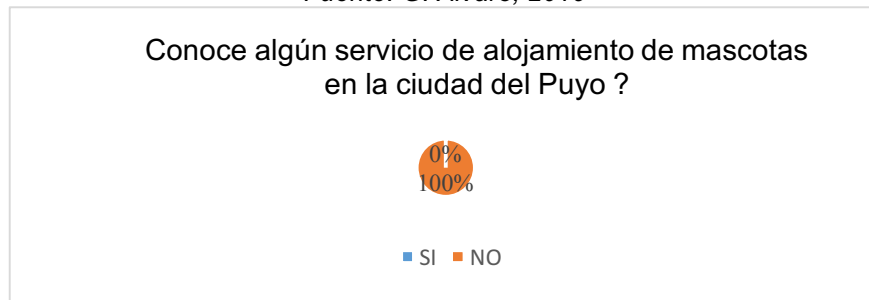 Conoce algún servicio de alojamiento de mascotas
en la ciudad del Puyo ?
0%
100%
SI NO